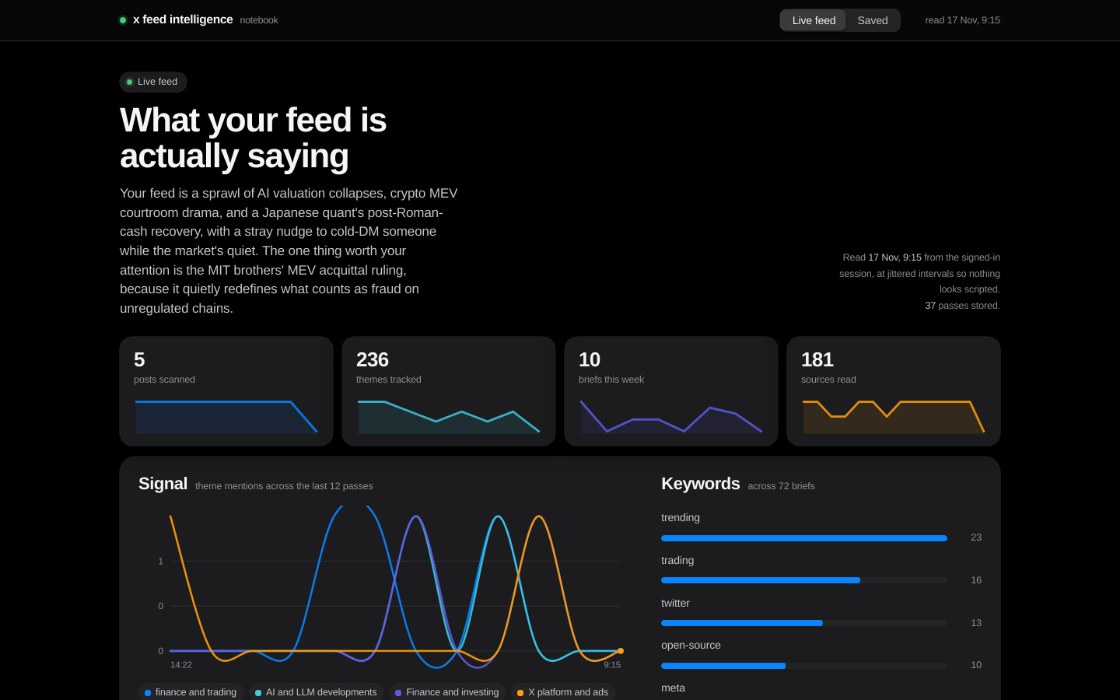 x feed intelligence notebook
Live feed Saved
read 17 Nov, 9:15
Live feed
What your feed is
actually saying
Your feed is a sprawl of AI valuation collapses, crypto MEV
courtroom drama, and a Japanese quant's post-Roman-
cash recovery, with a stray nudge to cold-DM someone
while the market's quiet. The one thing worth your
attention is the MIT brothers' MEV acquittal ruling,
because it quietly redefines what counts as fraud on
unregulated chains.
Read 17 Nov, 9:15 from the signed-in
session, at jittered intervals so nothing
looks scripted.
37 passes stored.
5
posts scanned
236
themes tracked
10
briefs this week
181
sources read
Signal theme mentions across the last 12 passes
1
0
0
14:22 9:15
finance and trading AI and LLM developments Finance and investing X platform and ads
Keywords across 72 briefs
trending
23
trading
16
twitter
13
open-source
10
meta